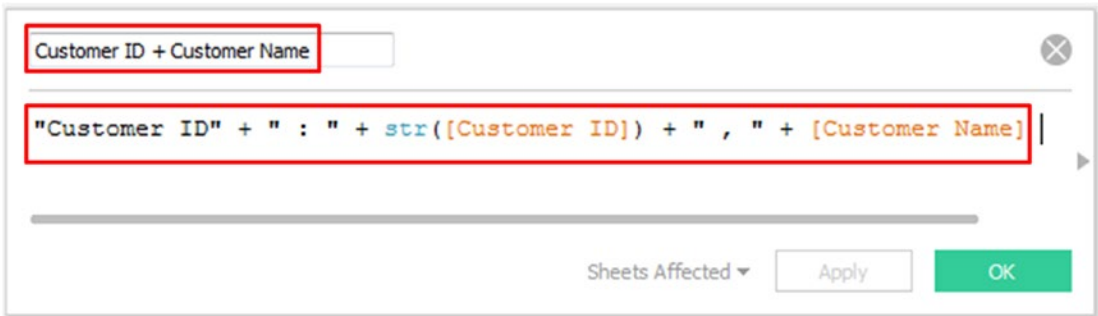 Customer ID + Customer Name
"Customer ID" + " : " + str([Customer ID]) + " , " + [Customer Name]
Sheets Affected Apply OK